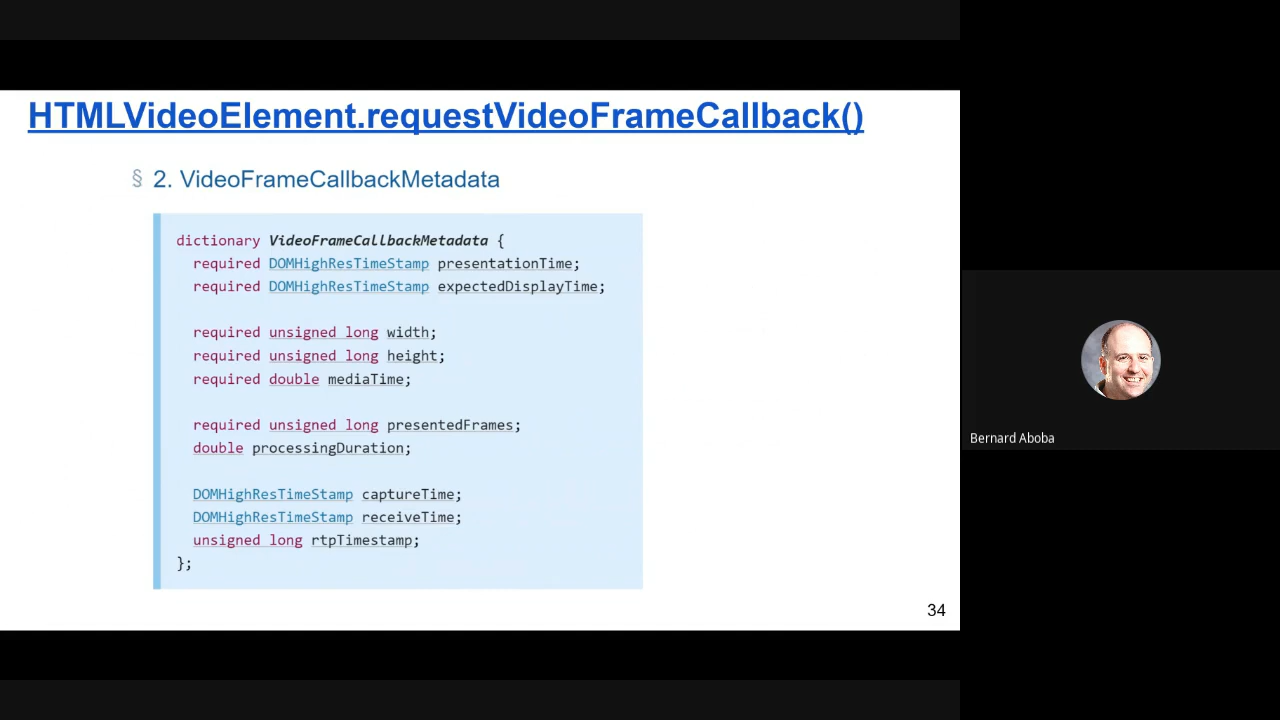 HTMLVideoElement.requestVideoFrameCallback()
§ 2. VideoFrameCallbackMetadata
dictionary VideoFrameCallbackMetadata {
required DOMHighResTimeStamp presentationTime;
required DOMHighResTimeStamp expectedDisplayTime;
required unsigned long width;
required unsigned long height;
required double mediaTime;
required unsigned long presentedFrames;
double processingDuration;
DOMHighResTimeStamp captureTime;
DOMHighResTimeStamp receiveTime;
unsigned long rtpTimestamp;
};
34
Bernard Aboba